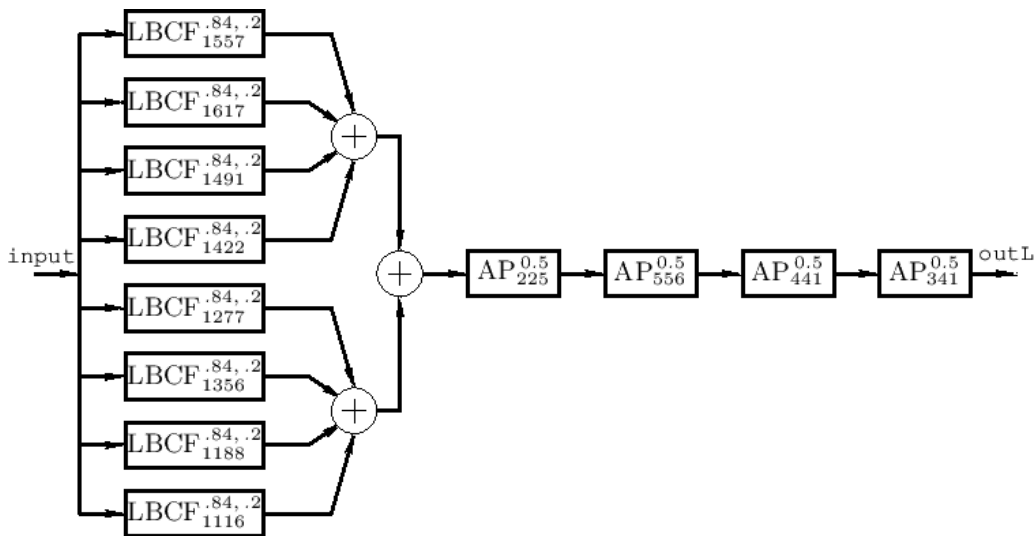 LBCF.84, .2 1557
LBCF.84, .2 1617
+
LBCF.84, .2 1491
LBCF.84, .2 1422
input
+
AP0.5 225
AP0.5 556
AP0.5 441
AP0.5 341
outL
LBCF.84, .2 1277
LBCF.84, .2 1356
+
LBCF.84, .2 1188
LBCF.84, .2 1116